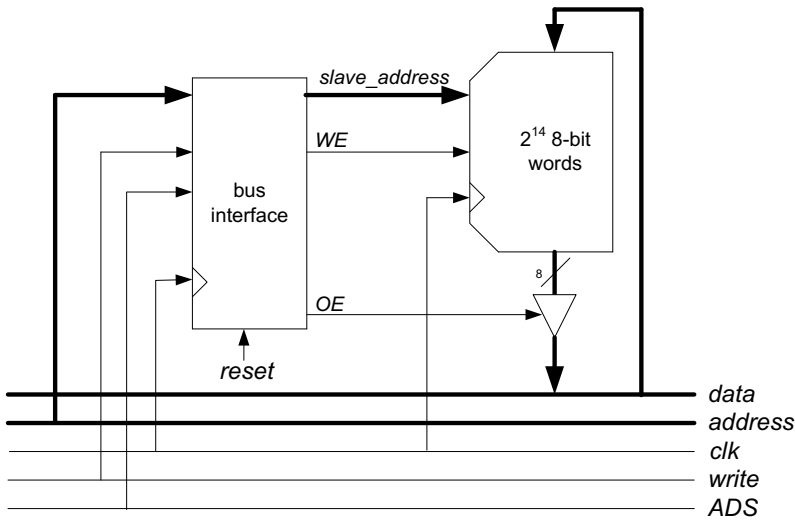 slave_address
WE
2^14 8-bit
words
bus
interface
8
OE
reset
data
address
clk
write
ADS